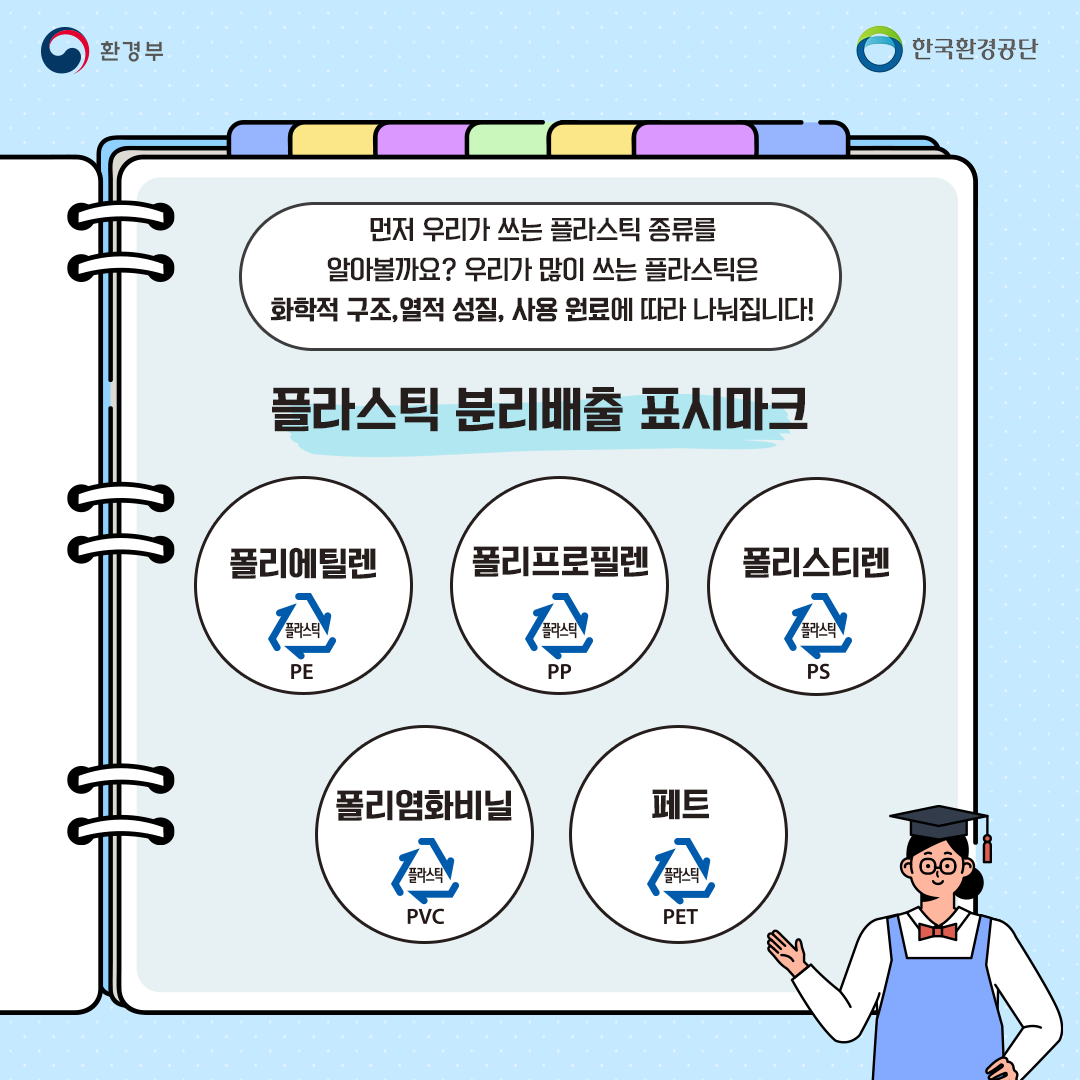 환경부
한국환경공단
먼저 우리가 쓰는 플라스틱 종류를
알아볼까요? 우리가 많이 쓰는 플라스틱은
화학적 구조,열적 성질, 사용 원료에 따라 나눠집니다!
플라스틱 분리배출 표시마크
폴리에틸렌
플라스틱
PE
폴리프로필렌
플라스틱
PP
폴리스티렌
플라스틱
PS
폴리염화비닐
플라스틱
PVC
페트
플라스틱
PET